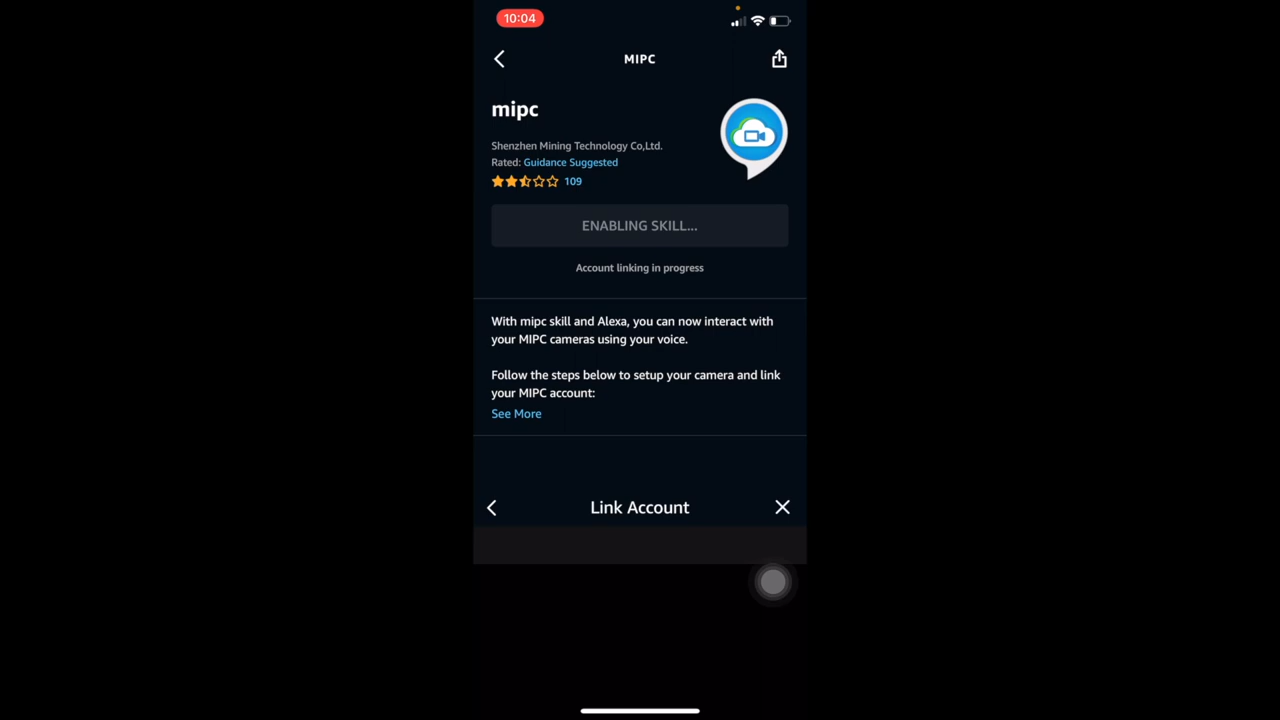 10:04
MIPC
mipc
Shenzhen Mining Technology Co,Ltd.
Rated: Guidance Suggested
109
ENABLING SKILL...
Account linking in progress
With mipc skill and Alexa, you can now interact with
your MIPC cameras using your voice.
Follow the steps below to setup your camera and link
your MIPC account:
See More
Link Account